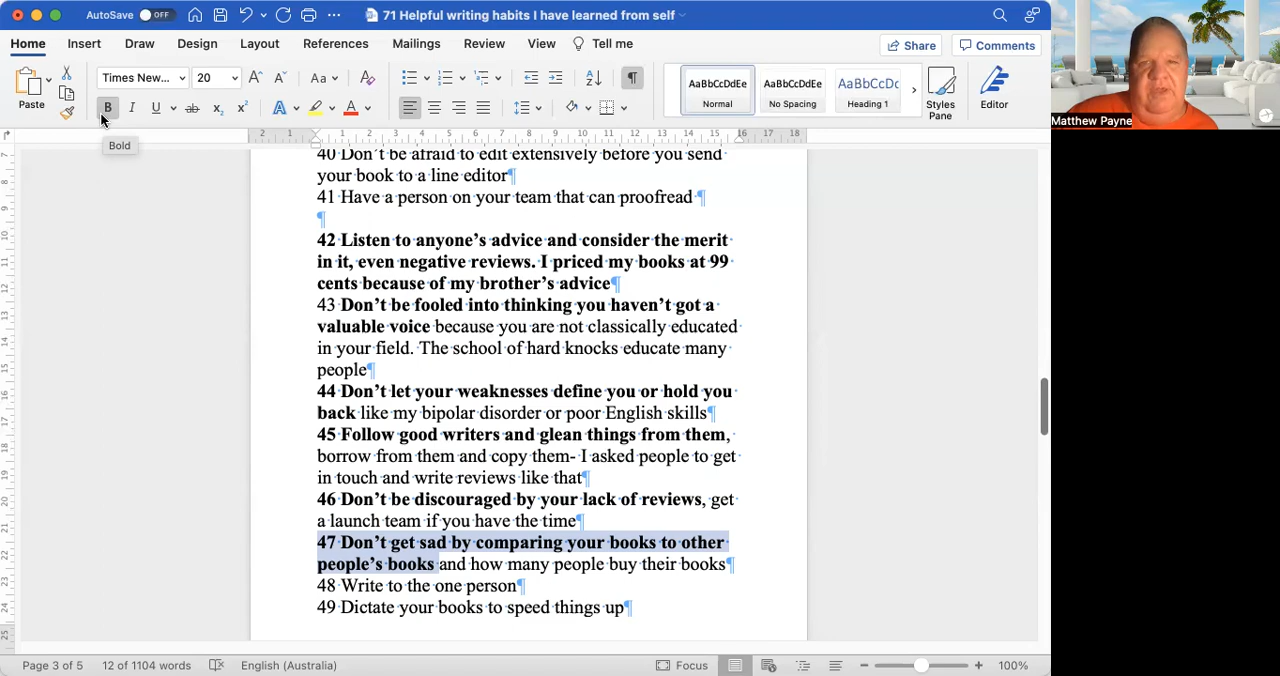 AutoSave OFF 71 Helpful writing habits I have learned from self
Home Insert Draw Design Layout References Mailings Review View Tell me Share Comments
Paste Times New... 20 Aa AaBbCcDdEe Normal AaBbCcDdEe No Spacing AaBbCcDc Heading 1 Styles Pane Editor
Bold
Matthew Payne
40 Don't be afraid to edit extensively before you send
your book to a line editor¶
41 Have a person on your team that can proofread ¶
¶
42 Listen to anyone's advice and consider the merit
in it, even negative reviews. I priced my books at 99
cents because of my brother's advice¶
43 Don't be fooled into thinking you haven't got a
valuable voice because you are not classically educated
in your field. The school of hard knocks educate many
people¶
44 Don't let your weaknesses define you or hold you
back like my bipolar disorder or poor English skills¶
45 Follow good writers and glean things from them,
borrow from them and copy them- I asked people to get
in touch and write reviews like that¶
46 Don't be discouraged by your lack of reviews, get
a launch team if you have the time¶
47 Don't get sad by comparing your books to other
people's books and how many people buy their books¶
48 Write to the one person¶
49 Dictate your books to speed things up¶
Page 3 of 5 12 of 1104 words English (Australia) Focus 100%